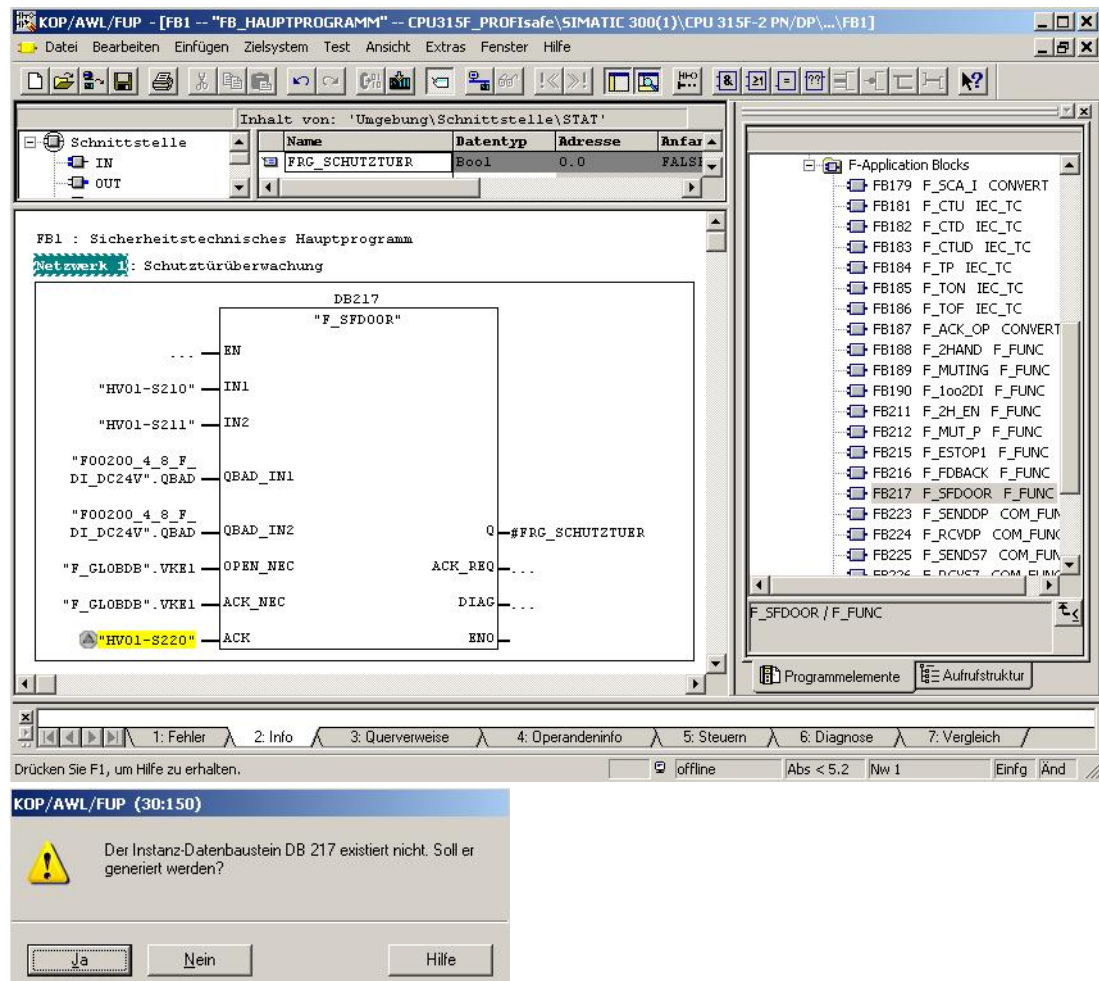 KOP/AWL/FUP - [FB1 -- "FB_HAUPTPROGRAMM" -- CPU315F_PROFIsafe\SIMATIC 300(1)\CPU 315F-2 PN/DP\...\FB1]
Datei Bearbeiten Einfügen Zielsystem Test Ansicht Extras Fenster Hilfe
Inhalt von: 'Umgebung\Schnittstelle\STAT'
Schnittstelle
IN
OUT
Name Datentyp Adresse Anfan
FRG_SCHUTZTUER Bool 0.0 FALSE
FB1 : Sicherheitstechnisches Hauptprogramm
Netzwerk 1: Schutztürüberwachung
DB217
"F_SFDOOR"
... EN
"HV01-S210" IN1
"HV01-S211" IN2
"F00200_4_8_F_
DI_DC24V".QBAD QBAD_IN1
"F00200_4_8_F_
DI_DC24V".QBAD QBAD_IN2 Q #FRG_SCHUTZTUER
"F_GLOBDB".VKE1 OPEN_NEC ACK_REQ ...
"F_GLOBDB".VKE1 ACK_NEC DIAG ...
"HV01-S220" ACK ENO
F-Application Blocks
FB179 F_SCA_I CONVERT
FB181 F_CTU IEC_TC
FB182 F_CTD IEC_TC
FB183 F_CTUD IEC_TC
FB184 F_TP IEC_TC
FB185 F_TON IEC_TC
FB186 F_TOF IEC_TC
FB187 F_ACK_OP CONVERT
FB188 F_2HAND F_FUNC
FB189 F_MUTING F_FUNC
FB190 F_1oo2DI F_FUNC
FB211 F_2H_EN F_FUNC
FB212 F_MUT_P F_FUNC
FB215 F_ESTOP1 F_FUNC
FB216 F_FDBACK F_FUNC
FB217 F_SFDOOR F_FUNC
FB223 F_SENDDP COM_FUN
FB224 F_RCVDP COM_FUNC
FB225 F_SENDS7 COM_FUN
FB226 F_RCVS7 COM_FUNC
F_SFDOOR / F_FUNC
Programmelemente Aufrufstruktur
1: Fehler 2: Info 3: Querverweise 4: Operandeninfo 5: Steuern 6: Diagnose 7: Vergleich
Drücken Sie F1, um Hilfe zu erhalten. offline Abs < 5.2 Nw 1 Einfg Änd
KOP/AWL/FUP (30:150)
Der Instanz-Datenbaustein DB 217 existiert nicht. Soll er
generiert werden?
Ja Nein Hilfe